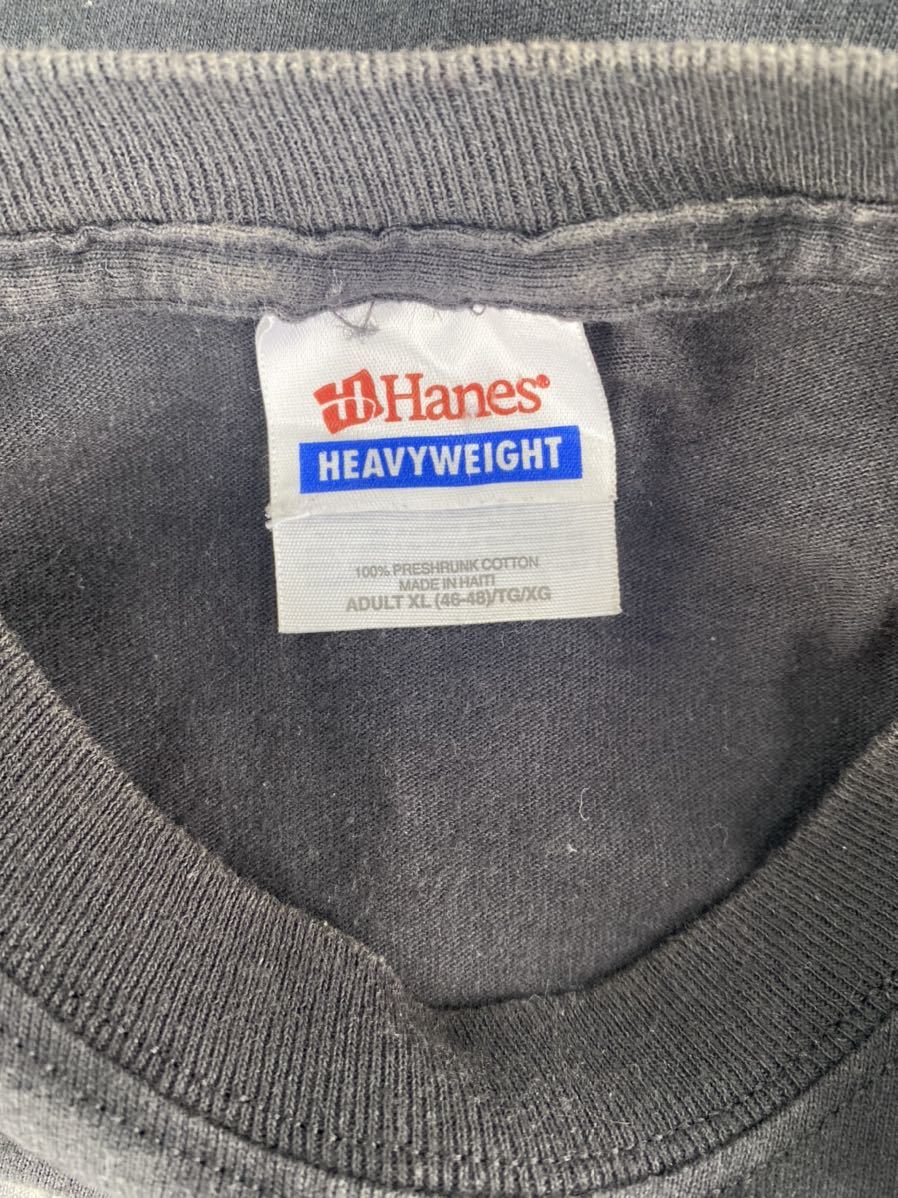 Hanes®
HEAVYWEIGHT
100% PRESHRUNK COTTON
MADE IN HAITI
ADULT XL (46-48)/TG/XG